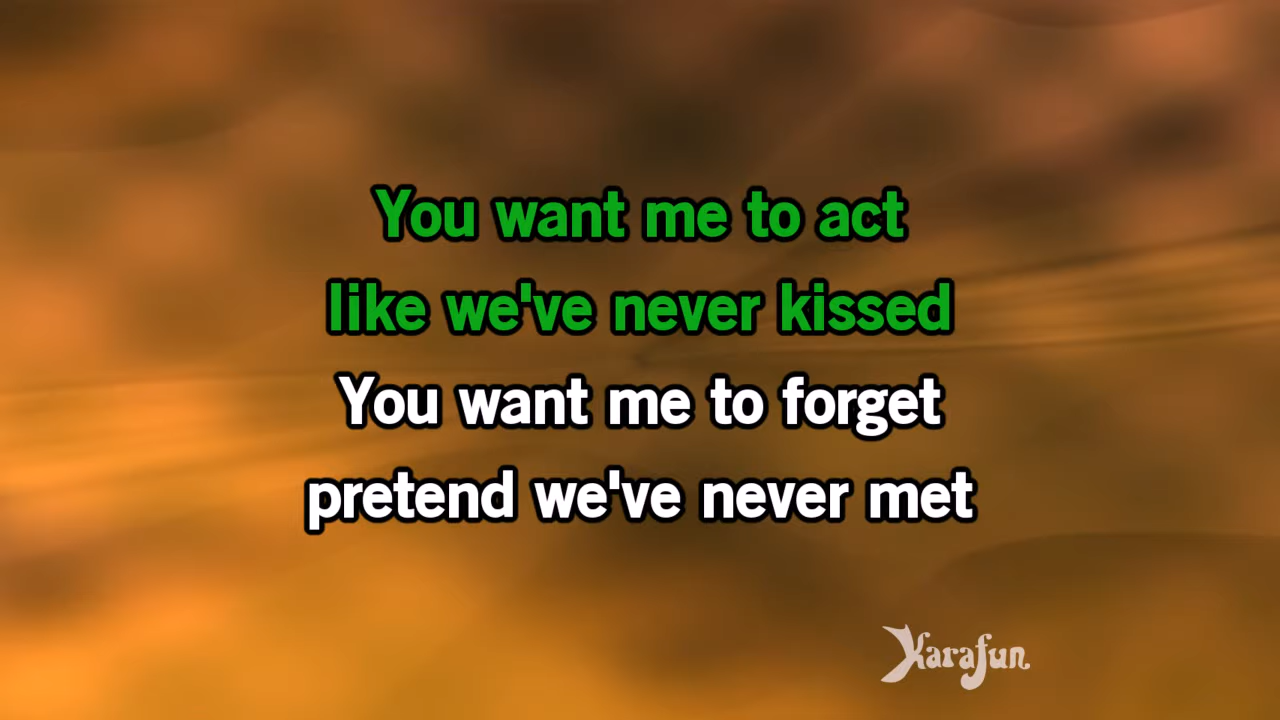 You want me to act
like we've never kissed
You want me to forget
pretend we've never met
Karafun